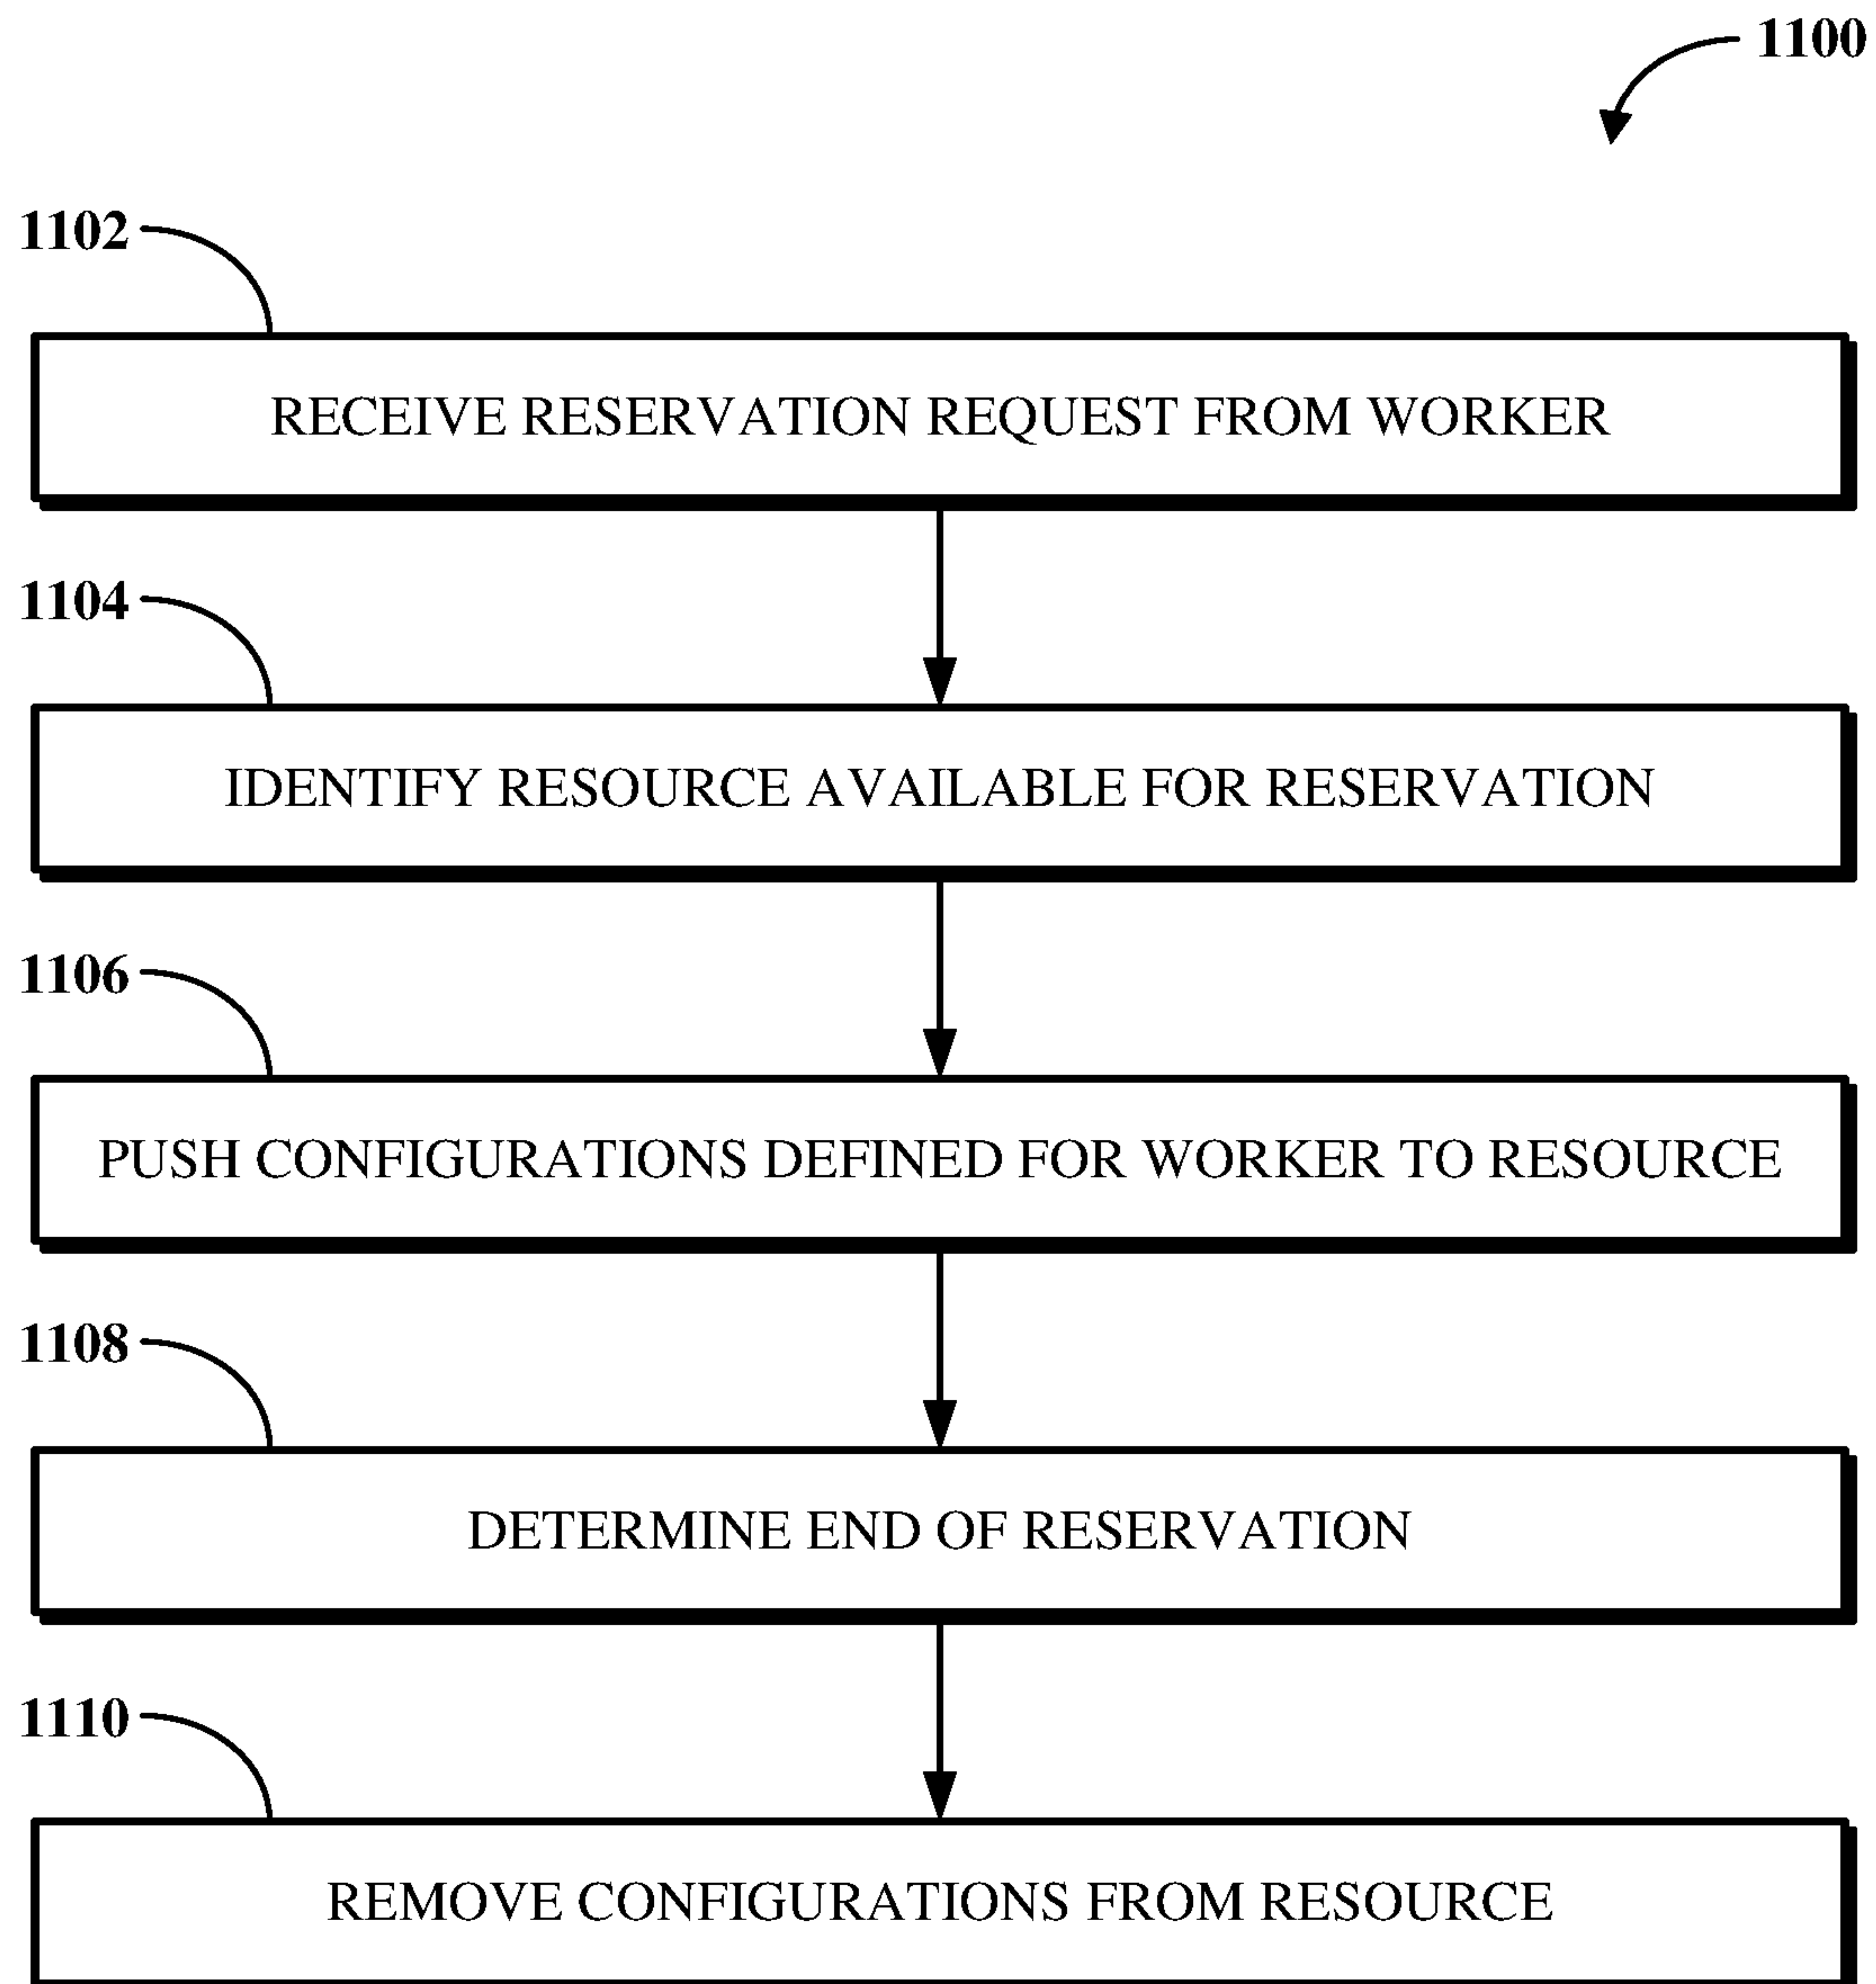 1100
1102
RECEIVE RESERVATION REQUEST FROM WORKER
1104
IDENTIFY RESOURCE AVAILABLE FOR RESERVATION
1106
PUSH CONFIGURATIONS DEFINED FOR WORKER TO RESOURCE
1108
DETERMINE END OF RESERVATION
1110
REMOVE CONFIGURATIONS FROM RESOURCE